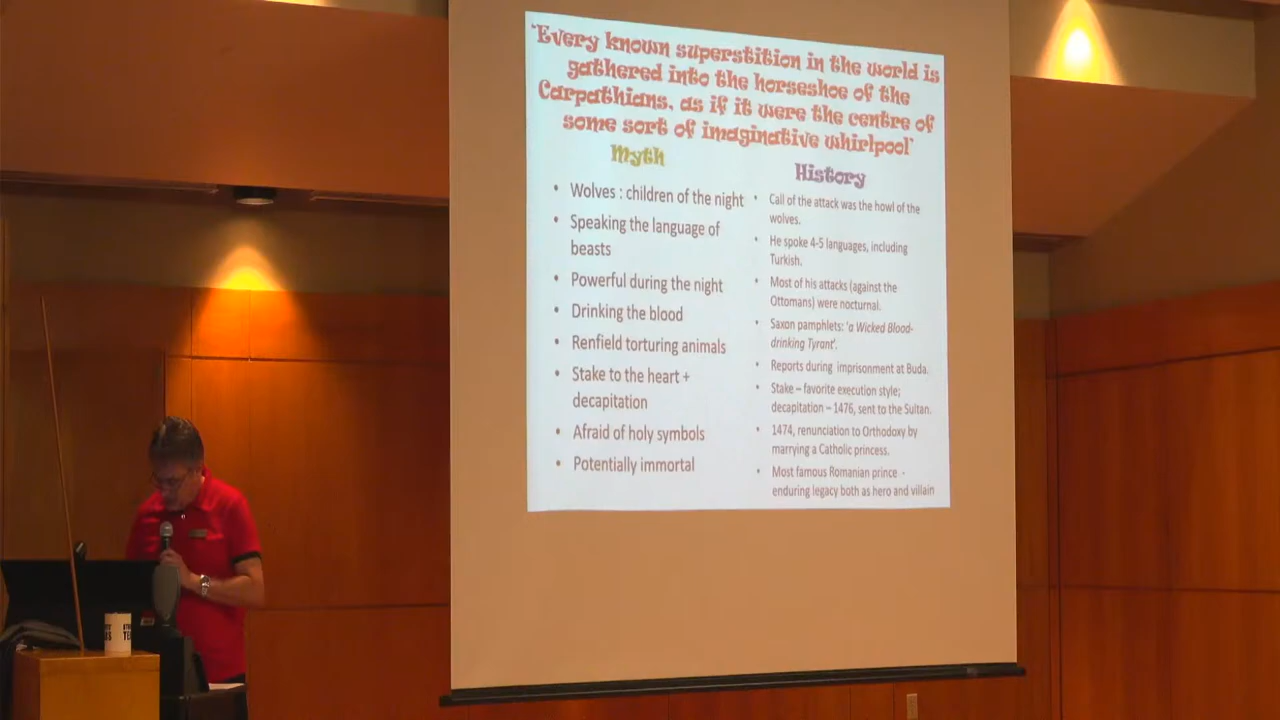 ‘Every known superstition in the world is
gathered into the horseshoe of the
Carpathians, as if it were the centre of
some sort of imaginative whirlpool’
Myth
• Wolves : children of the night
• Speaking the language of
beasts
• Powerful during the night
• Drinking the blood
• Renfield torturing animals
• Stake to the heart +
decapitation
• Afraid of holy symbols
• Potentially immortal
History
• Call of the attack was the howl of the
wolves.
• He spoke 4-5 languages, including
Turkish.
• Most of his attacks (against the
Ottomans) were nocturnal.
• Saxon pamphlets: ‘a Wicked Blood-
drinking Tyrant’.
• Reports during imprisonment at Buda.
• Stake – favorite execution style;
decapitation – 1476, sent to the Sultan.
• 1474, renunciation to Orthodoxy by
marrying a Catholic princess.
• Most famous Romanian prince -
enduring legacy both as hero and villain